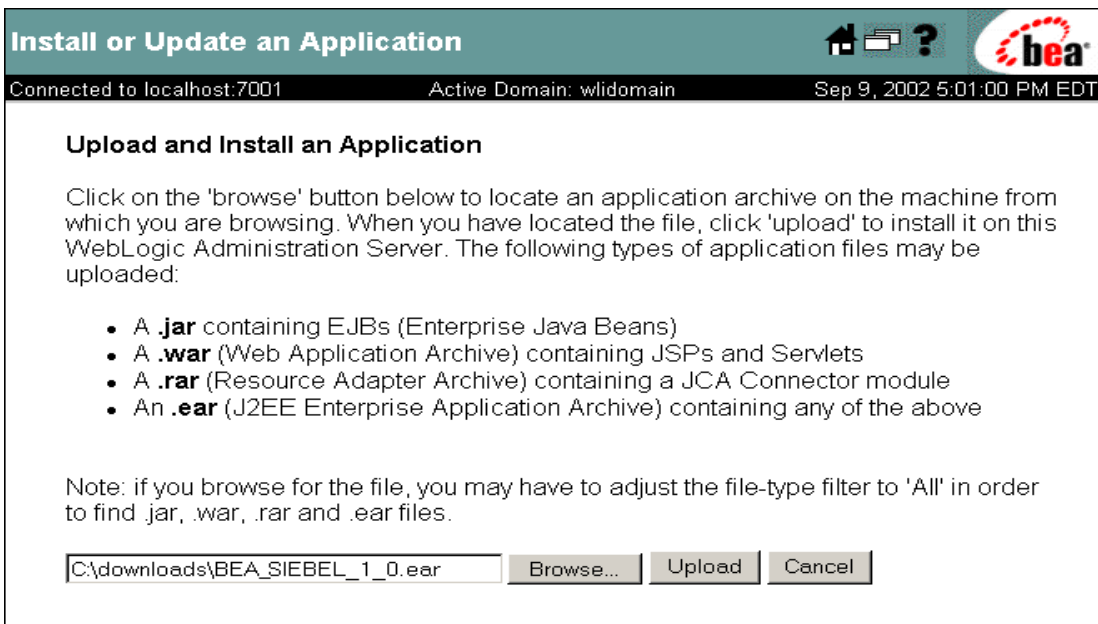 Install or Update an Application
?
bea
Connected to localhost:7001 Active Domain: wlidomain Sep 9, 2002 5:01:00 PM EDT
Upload and Install an Application
Click on the 'browse' button below to locate an application archive on the machine from
which you are browsing. When you have located the file, click 'upload' to install it on this
WebLogic Administration Server. The following types of application files may be
uploaded:
• A .jar containing EJBs (Enterprise Java Beans)
• A .war (Web Application Archive) containing JSPs and Servlets
• A .rar (Resource Adapter Archive) containing a JCA Connector module
• An .ear (J2EE Enterprise Application Archive) containing any of the above
Note: if you browse for the file, you may have to adjust the file-type filter to 'All' in order
to find .jar, .war, .rar and .ear files.
C:\downloads\BEA_SIEBEL_1_0.ear Browse... Upload Cancel